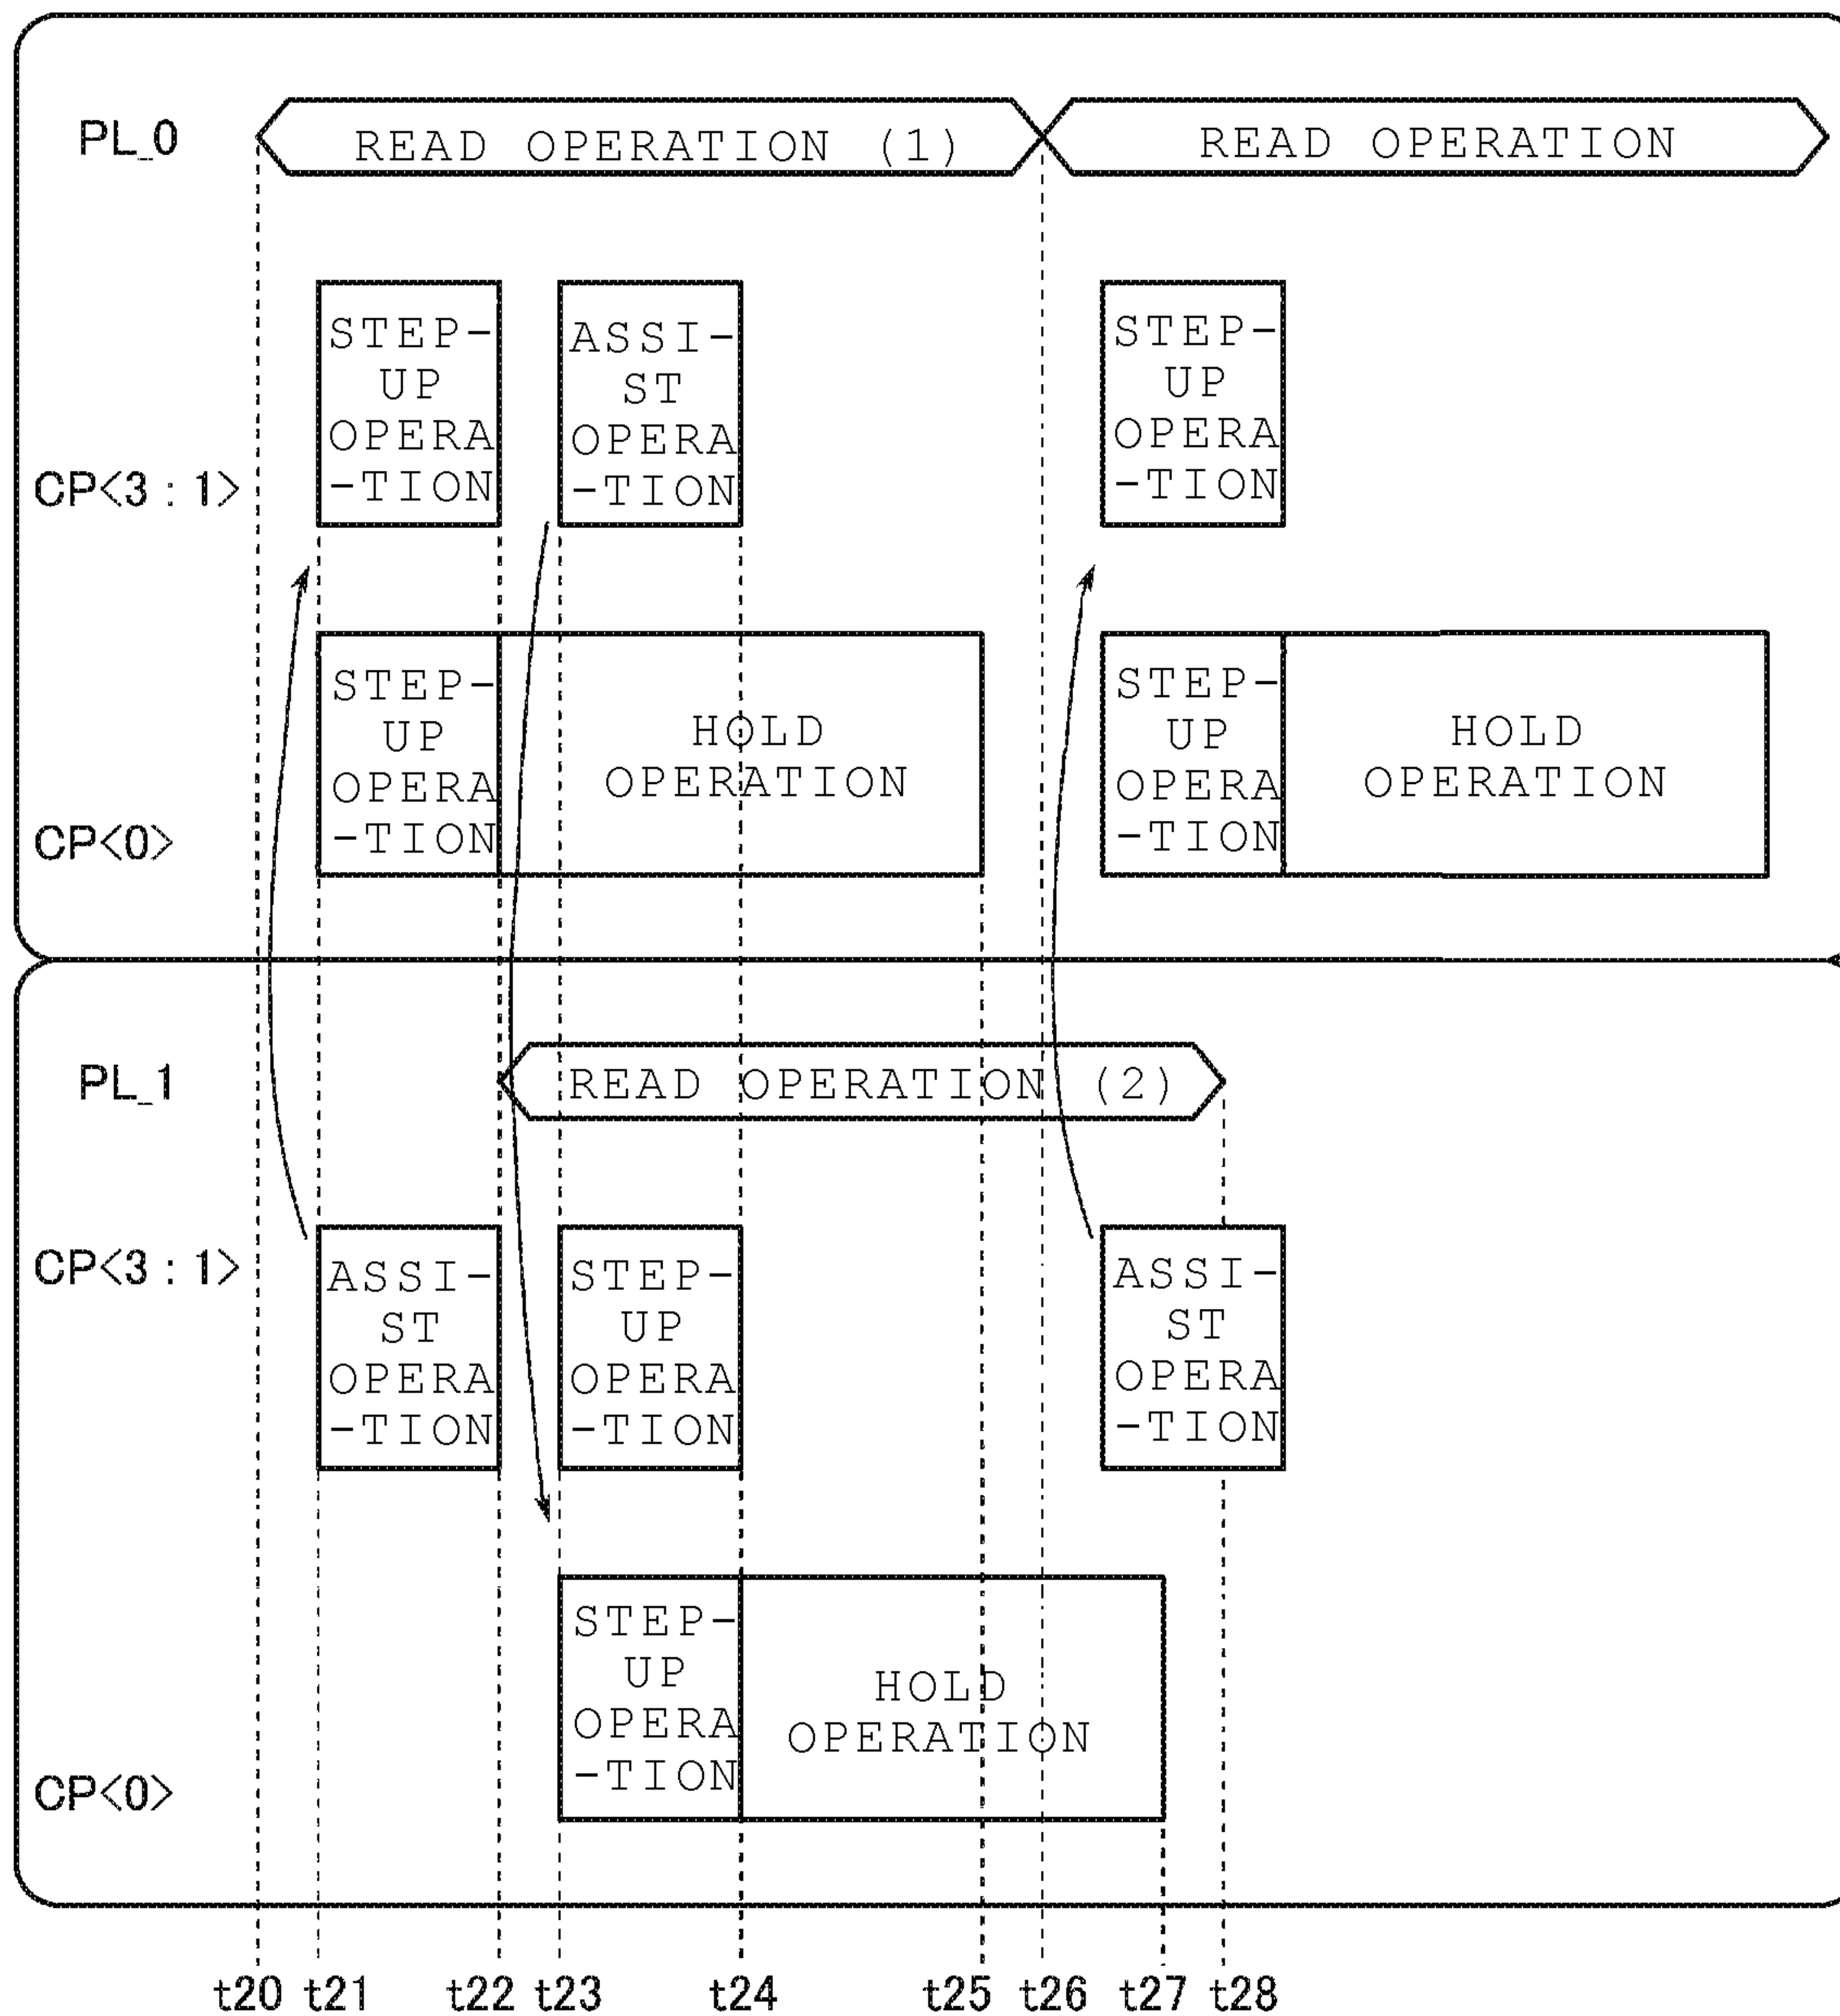 PL_0
READ OPERATION (1)
READ OPERATION
CP<3 : 1>
STEP-
UP
OPERA
-TION
ASSI-
ST
OPERA
-TION
STEP-
UP
OPERA
-TION
CP<0>
STEP-
UP
OPERA
-TION
HOLD
OPERATION
STEP-
UP
OPERA
-TION
HOLD
OPERATION
PL_1
READ OPERATION (2)
CP<3 : 1>
ASSI-
ST
OPERA
-TION
STEP-
UP
OPERA
-TION
ASSI-
ST
OPERA
-TION
CP<0>
STEP-
UP
OPERA
-TION
HOLD
OPERATION
t20 t21 t22 t23 t24 t25 t26 t27 t28